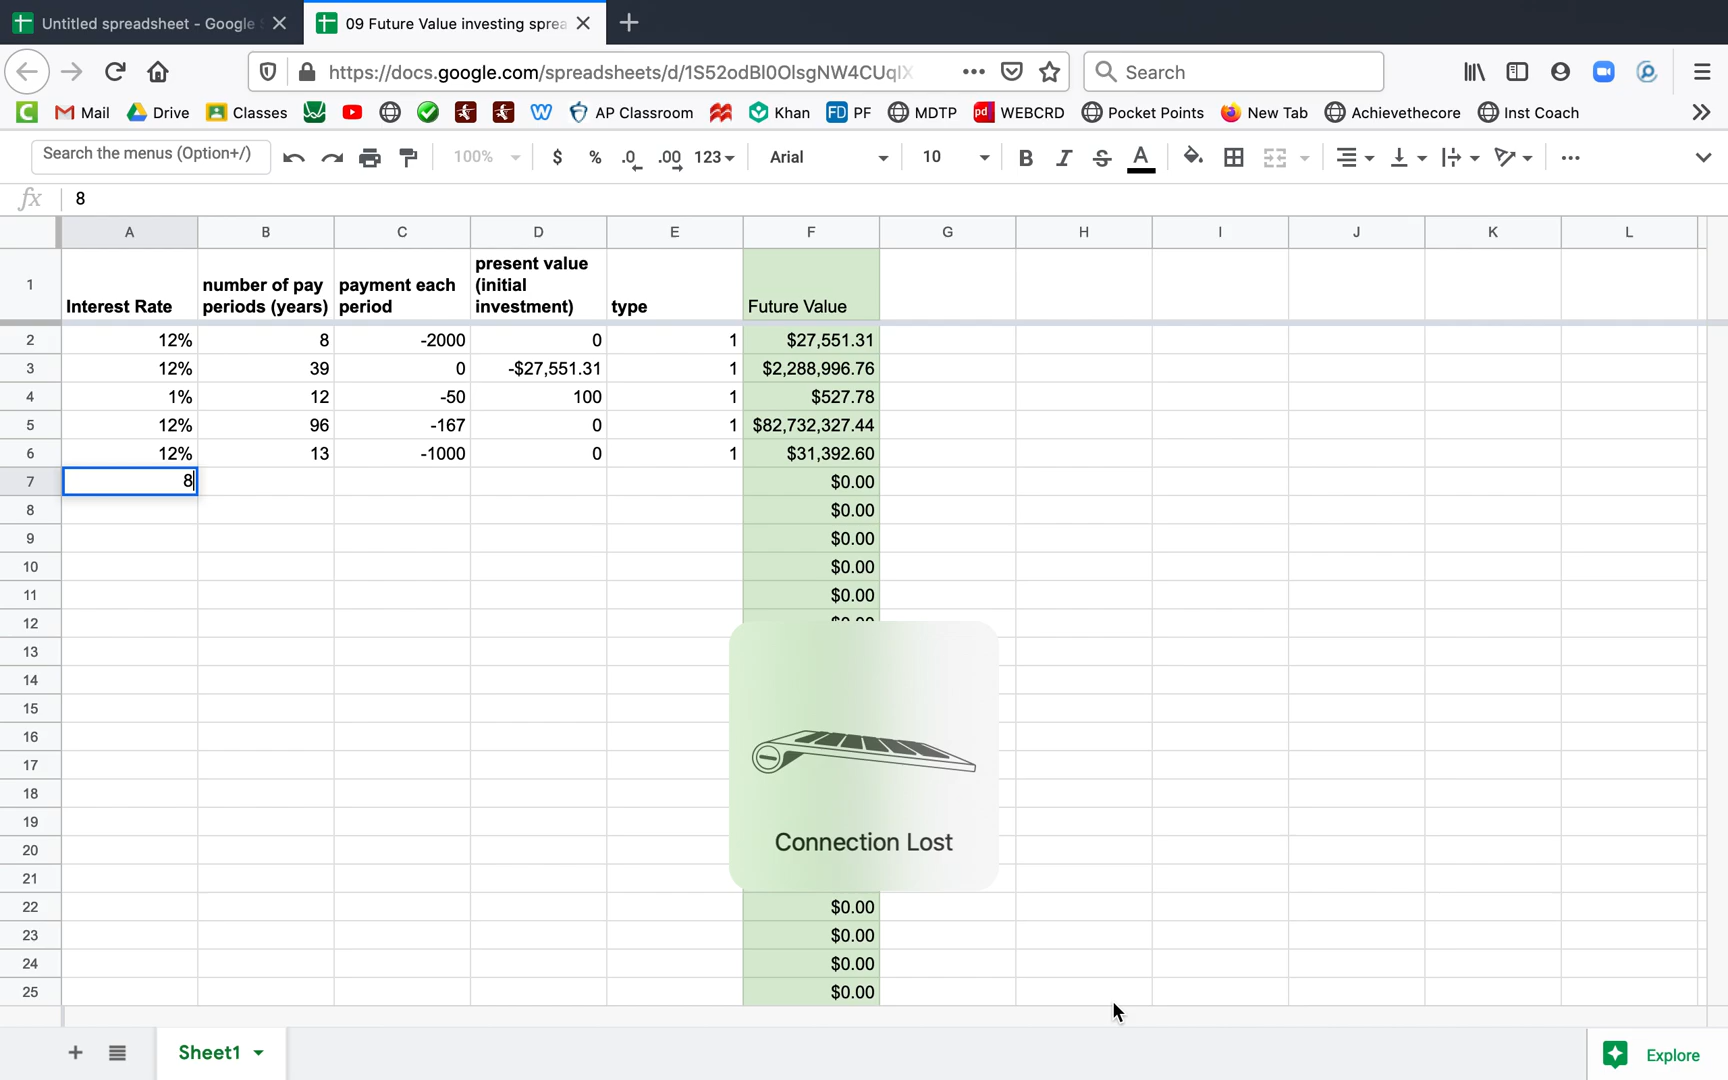 Untitled spreadsheet - Google S
09 Future Value investing sprea
https://docs.google.com/spreadsheets/d/1S52odBl0OlsgNW4CUqlX
Search
Mail Drive Classes AP Classroom Khan FD PF MDTP pd WEBCRD Pocket Points New Tab Achievethecore Inst Coach
Search the menus (Option+/) 100% $ % .0 .00 123 Arial 10 B I S A
fx 8
A B C D E F G H I J K L
1 Interest Rate number of pay periods (years) payment each period present value (initial investment) type Future Value
2 12% 8 -2000 0 1 $27,551.31
3 12% 39 0 -$27,551.31 1 $2,288,996.76
4 1% 12 -50 100 1 $527.78
5 12% 96 -167 0 1 $82,732,327.44
6 12% 13 -1000 0 1 $31,392.60
7 8 $0.00
8 $0.00
9 $0.00
10 $0.00
11 $0.00
12 $0.00
13
14
15
16
17
18
19
20
Connection Lost
21
22 $0.00
23 $0.00
24 $0.00
25 $0.00
Sheet1
Explore